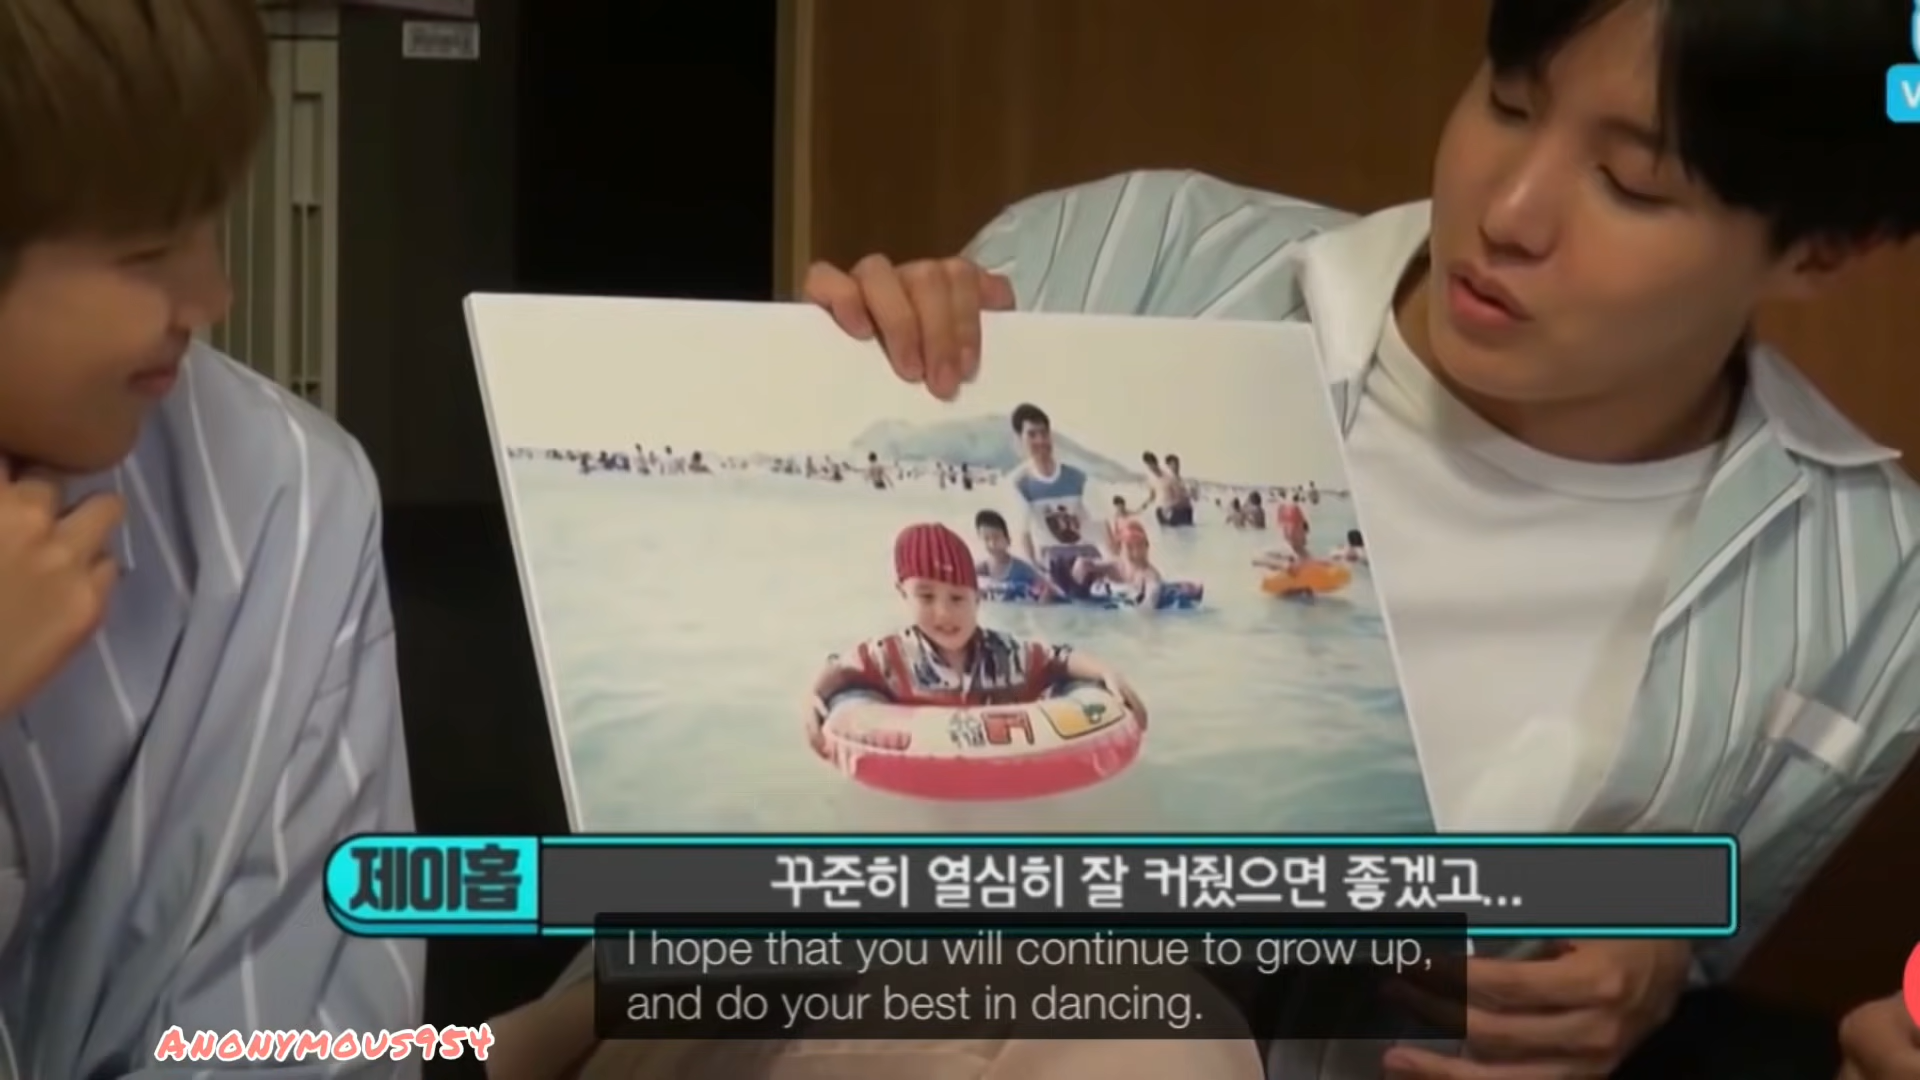 V
제이홉
꾸준히 열심히 잘 커줬으면 좋겠고...
I hope that you will continue to grow up,
and do your best in dancing.
Anonymous954